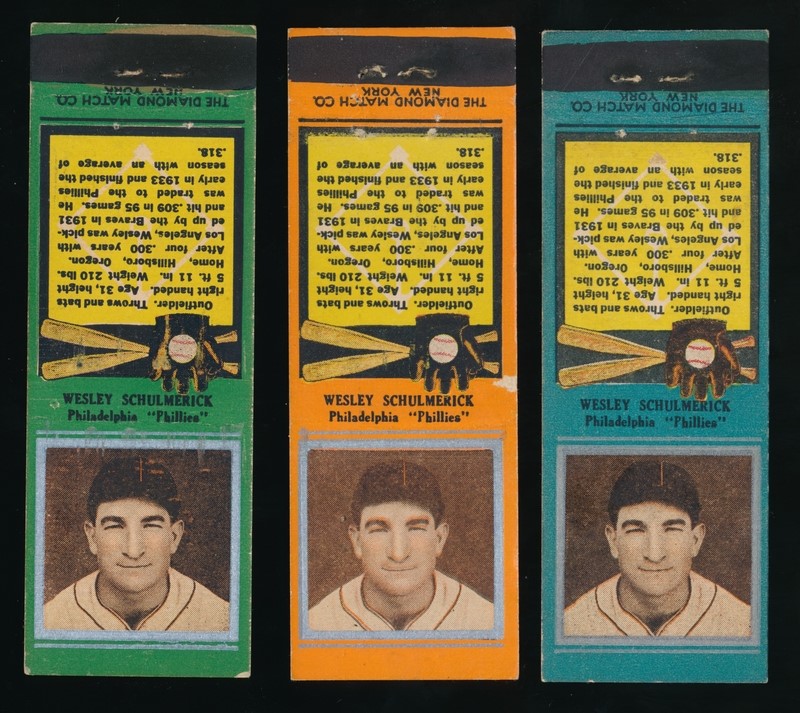 THE DIAMOND MATCH CO.
NEW YORK
Outfielder. Throws and bats
right handed. Age 31, height
5 ft. 11 in. Weight 210 lbs.
Home, Hillsboro, Oregon.
After four .300 years with
Los Angeles, Wesley was pick-
ed up by the Braves in 1931
and hit .309 in 95 games. He
was traded to the Phillies
early in 1933 and finished the
season with an average of
.318.
WESLEY SCHULMERICK
Philadelphia "Phillies"
THE DIAMOND MATCH CO.
NEW YORK
Outfielder. Throws and bats
right handed. Age 31, height
5 ft. 11 in. Weight 210 lbs.
Home, Hillsboro, Oregon.
After four .300 years with
Los Angeles, Wesley was pick-
ed up by the Braves in 1931
and hit .309 in 95 games. He
was traded to the Phillies
early in 1933 and finished the
season with an average of
.318.
WESLEY SCHULMERICK
Philadelphia "Phillies"
THE DIAMOND MATCH CO.
NEW YORK
Outfielder. Throws and bats
right handed. Age 31, height
5 ft. 11 in. Weight 210 lbs.
Home, Hillsboro, Oregon.
After four .300 years with
Los Angeles, Wesley was pick-
ed up by the Braves in 1931
and hit .309 in 95 games. He
was traded to the Phillies
early in 1933 and finished the
season with an average of
.318.
WESLEY SCHULMERICK
Philadelphia "Phillies"